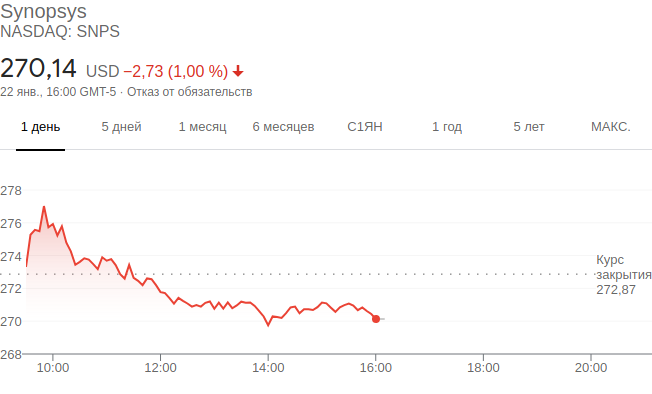 Synopsys
NASDAQ: SNPS
270,14 USD −2,73 (1,00 %)
22 янв., 16:00 GMT-5 · Отказ от обязательств
1 день 5 дней 1 месяц 6 месяцев С1ЯН 1 год 5 лет МАКС.
278
276
274
272
270
268
Курс
закрытия
272,87
10:00 12:00 14:00 16:00 18:00 20:00